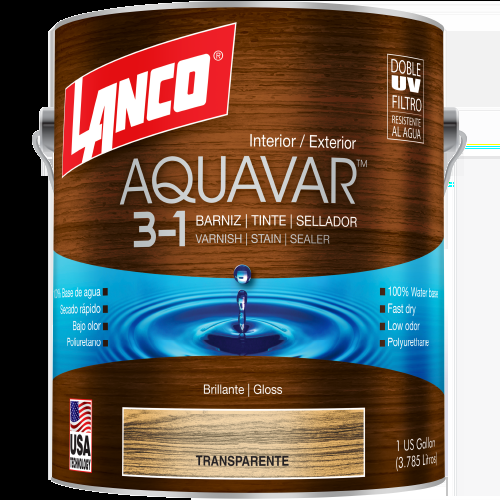 LANCO®
DOBLE
UV
FILTRO
RESISTENTE
AL AGUA
Interior / Exterior
AQUAVAR™
3-1
BARNIZ | TINTE | SELLADOR
VARNISH | STAIN | SEALER
Base de agua
Secado rápido
Bajo olor
Poliuretano
100% Water base
Fast dry
Low odor
Polyurethane
Brillante | Gloss
USA
TECHNOLOGY
TRANSPARENTE
1 US Gallon
(3.785 Litros)